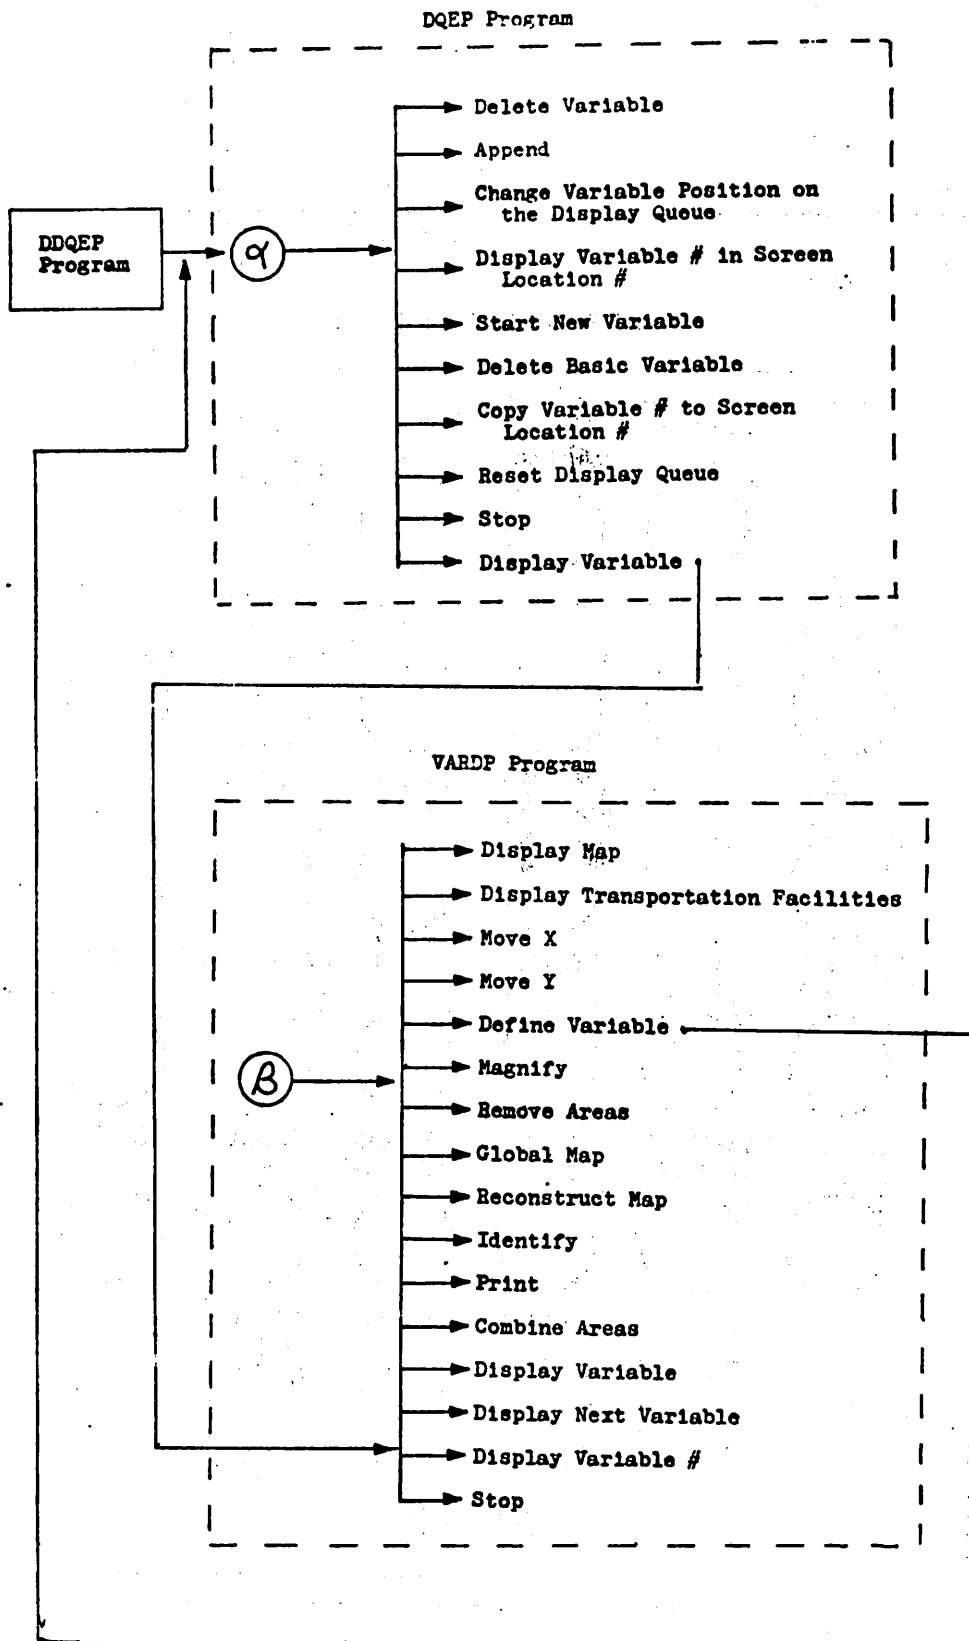 DQEP Program
Delete Variable
Append
Change Variable Position on
the Display Queue
DDQEP
Program
α
Display Variable # in Screen
Location #
Start New Variable
Delete Basic Variable
Copy Variable # to Screen
Location #
Reset Display Queue
Stop
Display Variable
VARDP Program
Display Map
Display Transportation Facilities
Move X
Move Y
Define Variable
β
Magnify
Remove Areas
Global Map
Reconstruct Map
Identify
Print
Combine Areas
Display Variable
Display Next Variable
Display Variable #
Stop